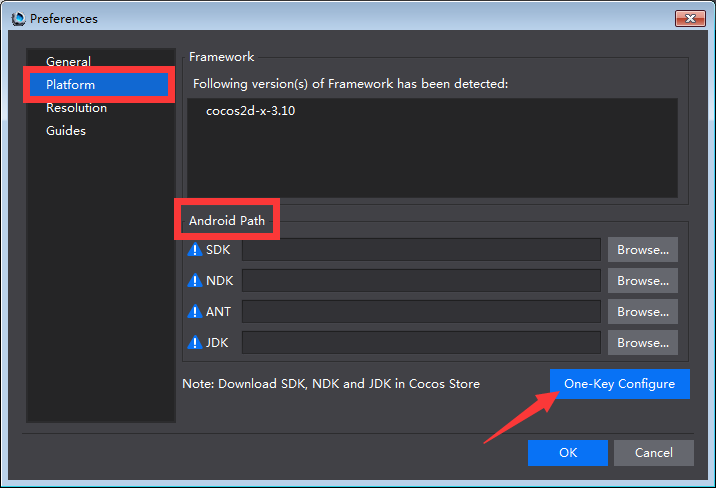 Preferences
General
Platform
Resolution
Guides
Framework
Following version(s) of Framework has been detected:
cocos2d-x-3.10
Android Path
SDK Browse...
NDK Browse...
ANT Browse...
JDK Browse...
Note: Download SDK, NDK and JDK in Cocos Store
One-Key Configure
OK Cancel